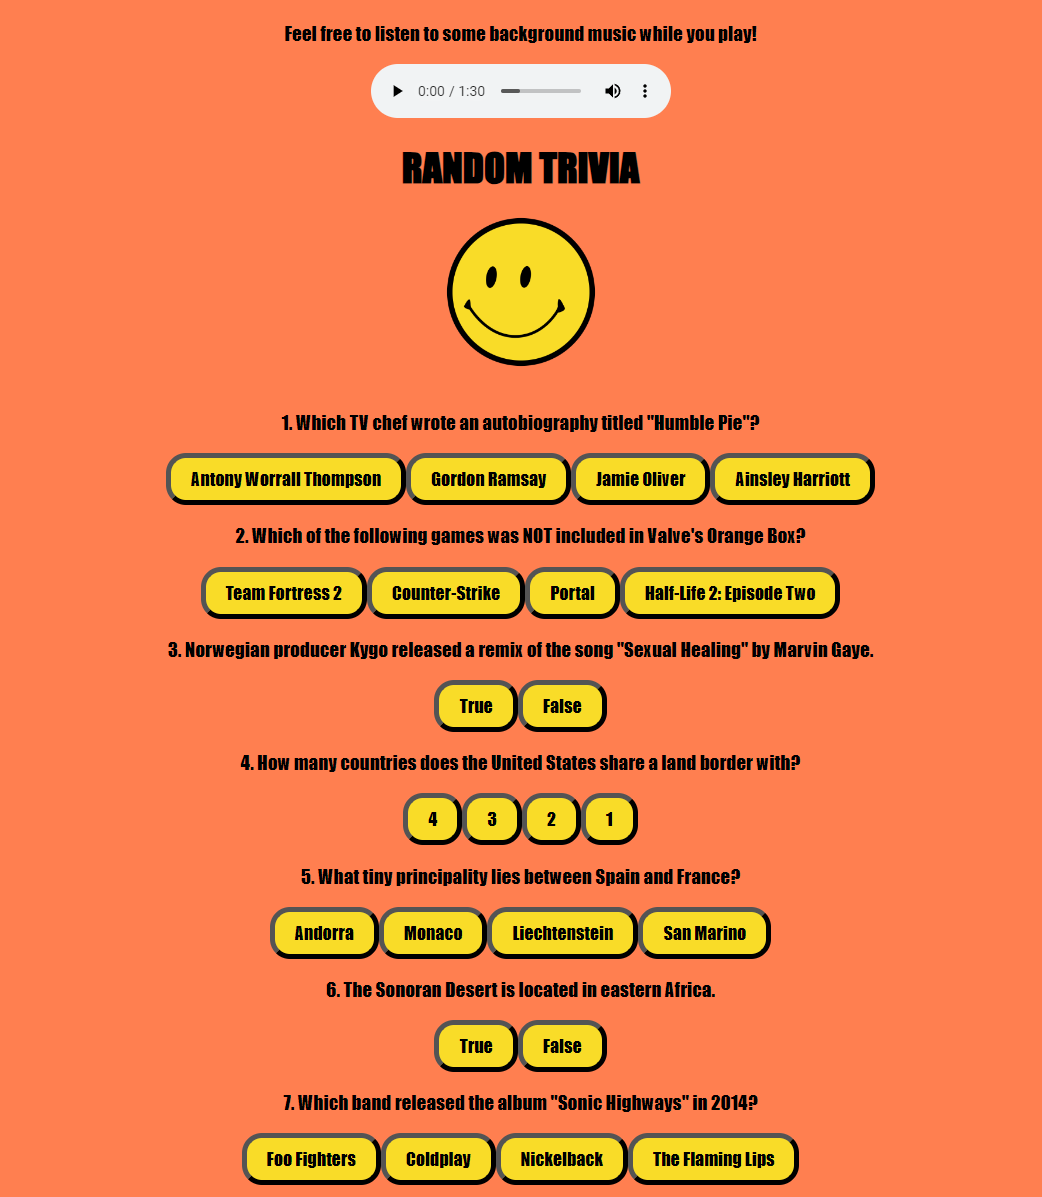 Feel free to listen to some background music while you play!
0:00 / 1:30
RANDOM TRIVIA
1. Which TV chef wrote an autobiography titled "Humble Pie"?
Antony Worrall Thompson Gordon Ramsay Jamie Oliver Ainsley Harriott
2. Which of the following games was NOT included in Valve's Orange Box?
Team Fortress 2 Counter-Strike Portal Half-Life 2: Episode Two
3. Norwegian producer Kygo released a remix of the song "Sexual Healing" by Marvin Gaye.
True False
4. How many countries does the United States share a land border with?
4 3 2 1
5. What tiny principality lies between Spain and France?
Andorra Monaco Liechtenstein San Marino
6. The Sonoran Desert is located in eastern Africa.
True False
7. Which band released the album "Sonic Highways" in 2014?
Foo Fighters Coldplay Nickelback The Flaming Lips